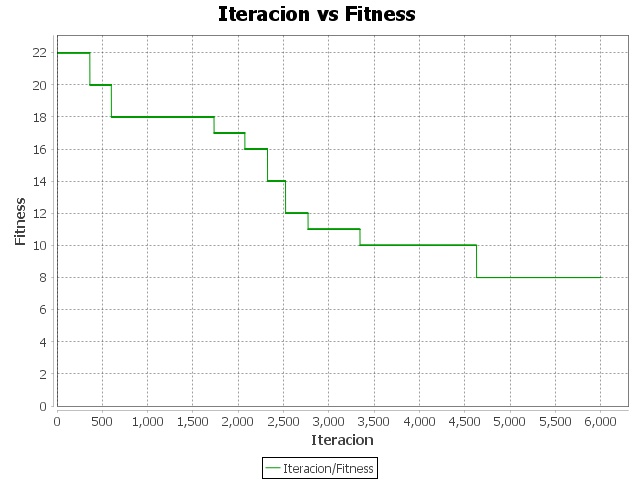 Iteracion vs Fitness
Fitness
22
20
18
16
14
12
10
8
6
4
2
0
0 500 1,000 1,500 2,000 2,500 3,000 3,500 4,000 4,500 5,000 5,500 6,000
Iteracion
Iteracion/Fitness